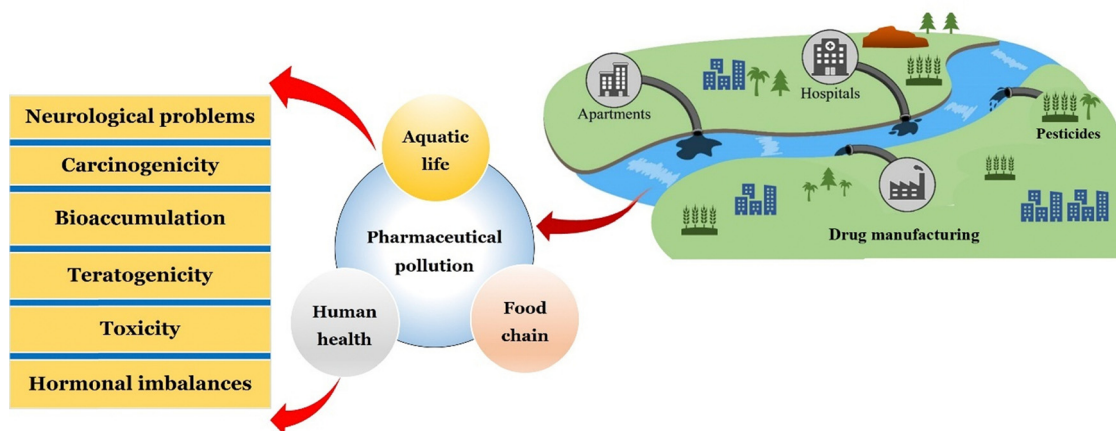 Neurological problems
Carcinogenicity
Bioaccumulation
Teratogenicity
Toxicity
Hormonal imbalances
Aquatic
life
Pharmaceutical
pollution
Human
health
Food
chain
Apartments
Hospitals
Pesticides
Drug manufacturing